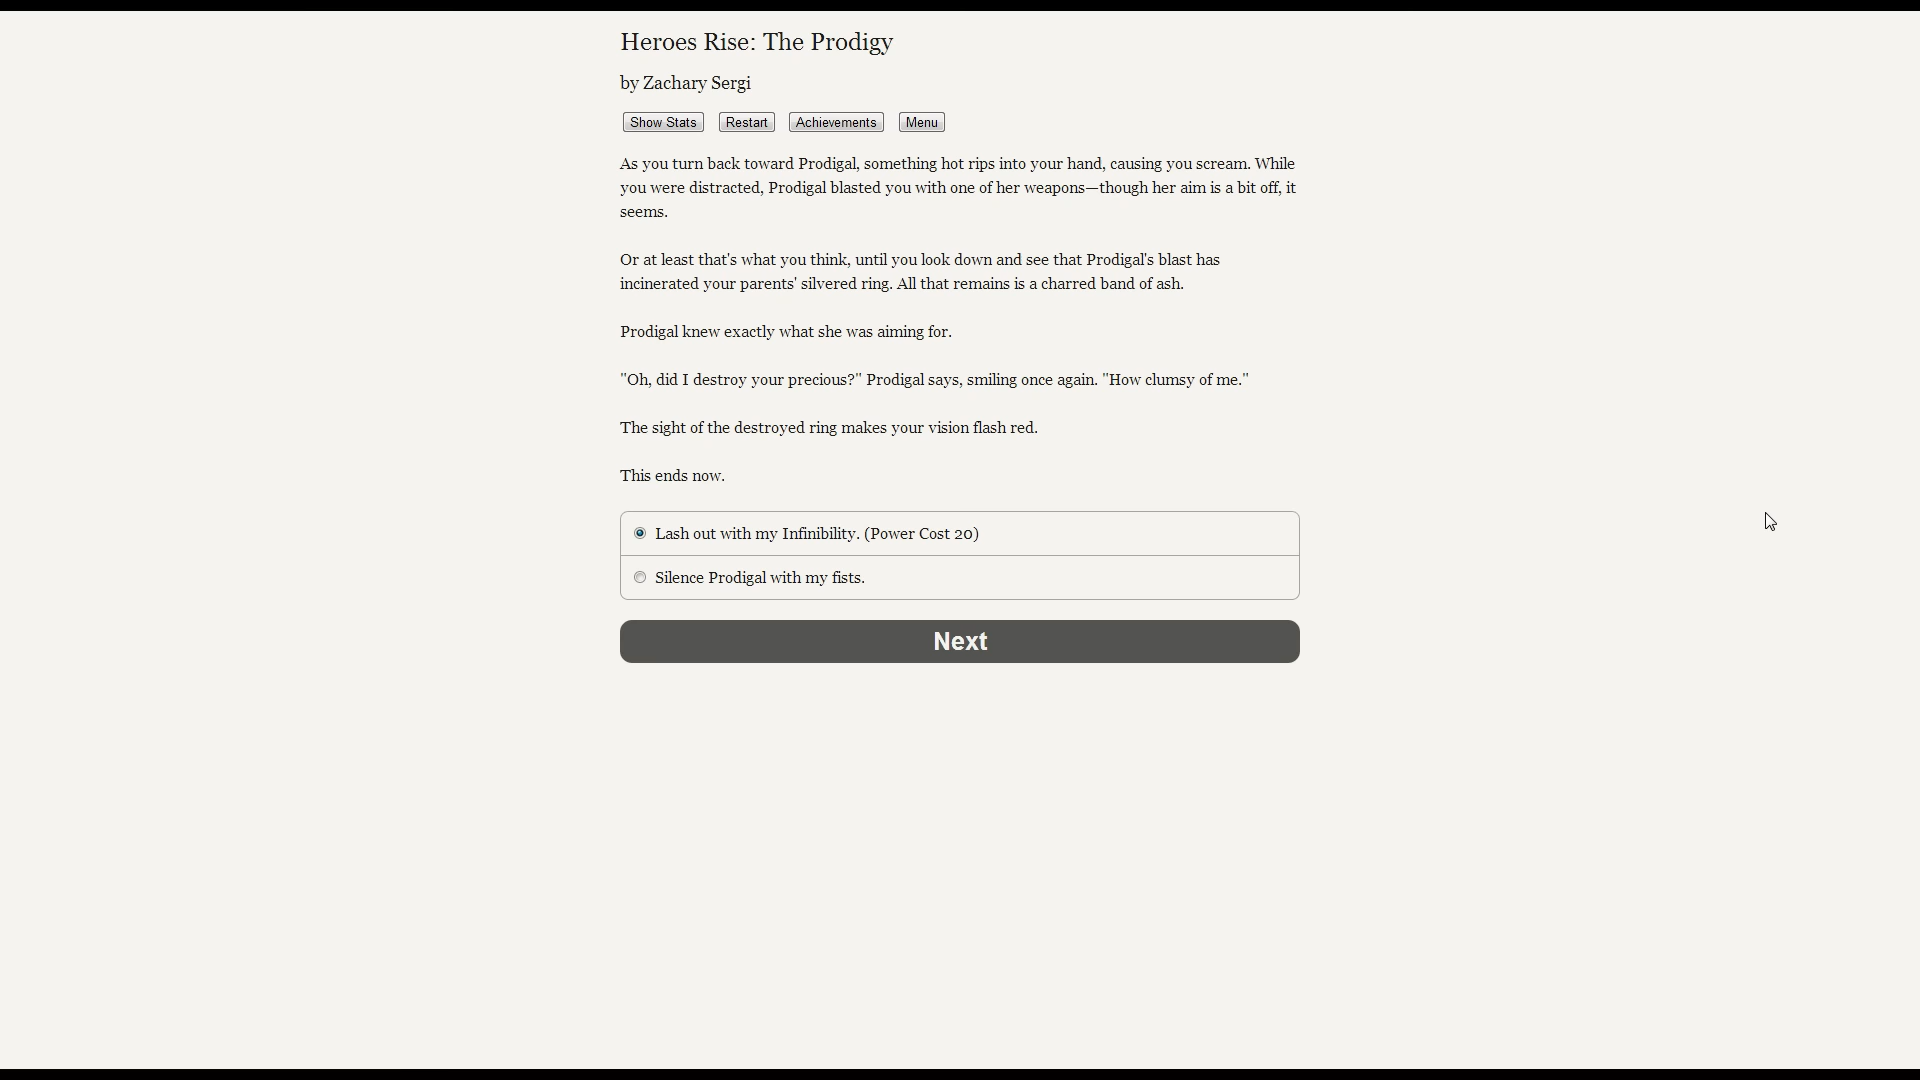 Heroes Rise: The Prodigy
by Zachary Sergi
Show Stats Restart Achievements Menu
As you turn back toward Prodigal, something hot rips into your hand, causing you scream. While
you were distracted, Prodigal blasted you with one of her weapons—though her aim is a bit off, it
seems.
Or at least that's what you think, until you look down and see that Prodigal's blast has
incinerated your parents' silvered ring. All that remains is a charred band of ash.
Prodigal knew exactly what she was aiming for.
"Oh, did I destroy your precious?" Prodigal says, smiling once again. "How clumsy of me."
The sight of the destroyed ring makes your vision flash red.
This ends now.
Lash out with my Infinibility. (Power Cost 20)
Silence Prodigal with my fists.
Next